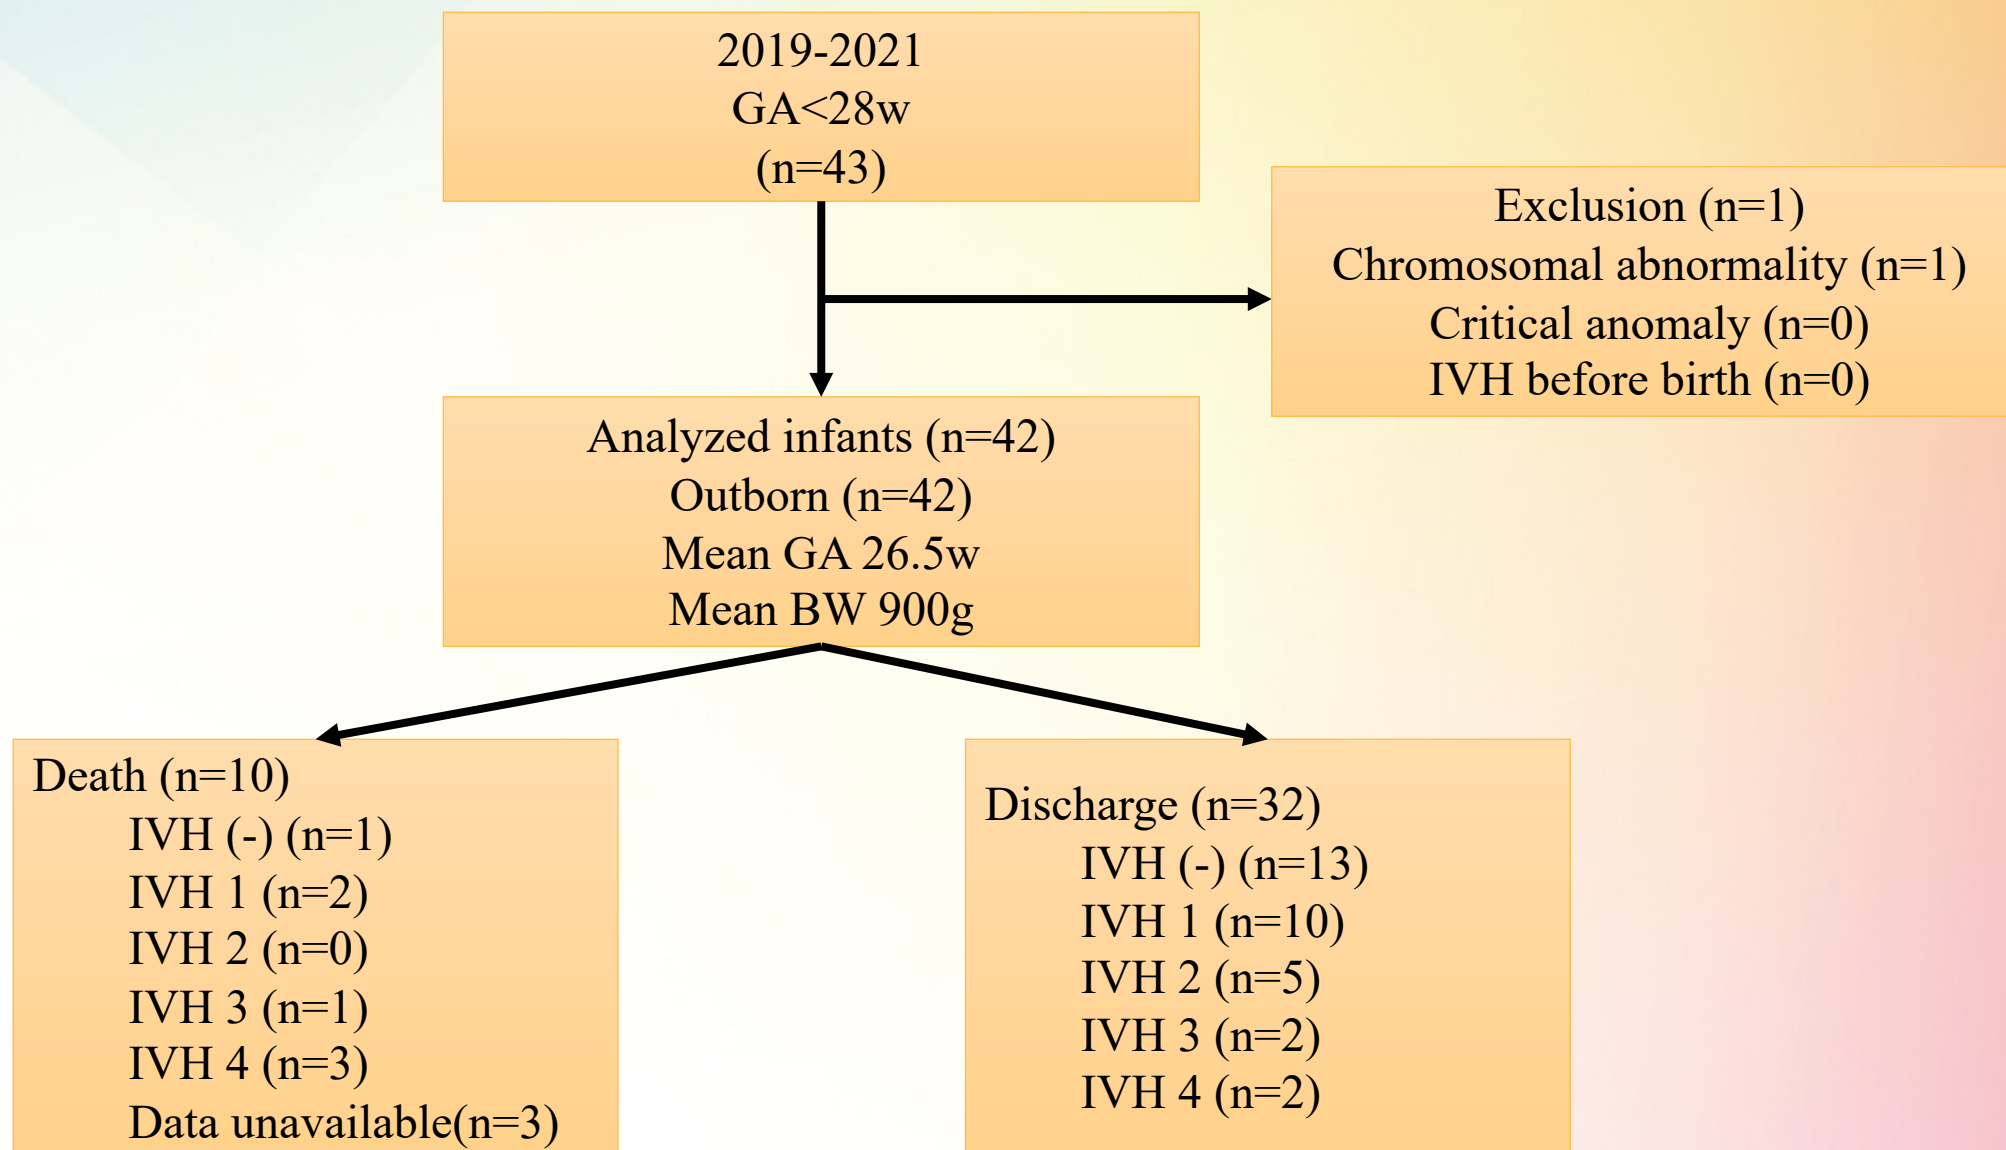 2019-2021
GA<28w
(n=43)
Exclusion (n=1)
Chromosomal abnormality (n=1)
Critical anomaly (n=0)
IVH before birth (n=0)
Analyzed infants (n=42)
Outborn (n=42)
Mean GA 26.5w
Mean BW 900g
Death (n=10)
IVH (-) (n=1)
IVH 1 (n=2)
IVH 2 (n=0)
IVH 3 (n=1)
IVH 4 (n=3)
Data unavailable(n=3)
Discharge (n=32)
IVH (-) (n=13)
IVH 1 (n=10)
IVH 2 (n=5)
IVH 3 (n=2)
IVH 4 (n=2)